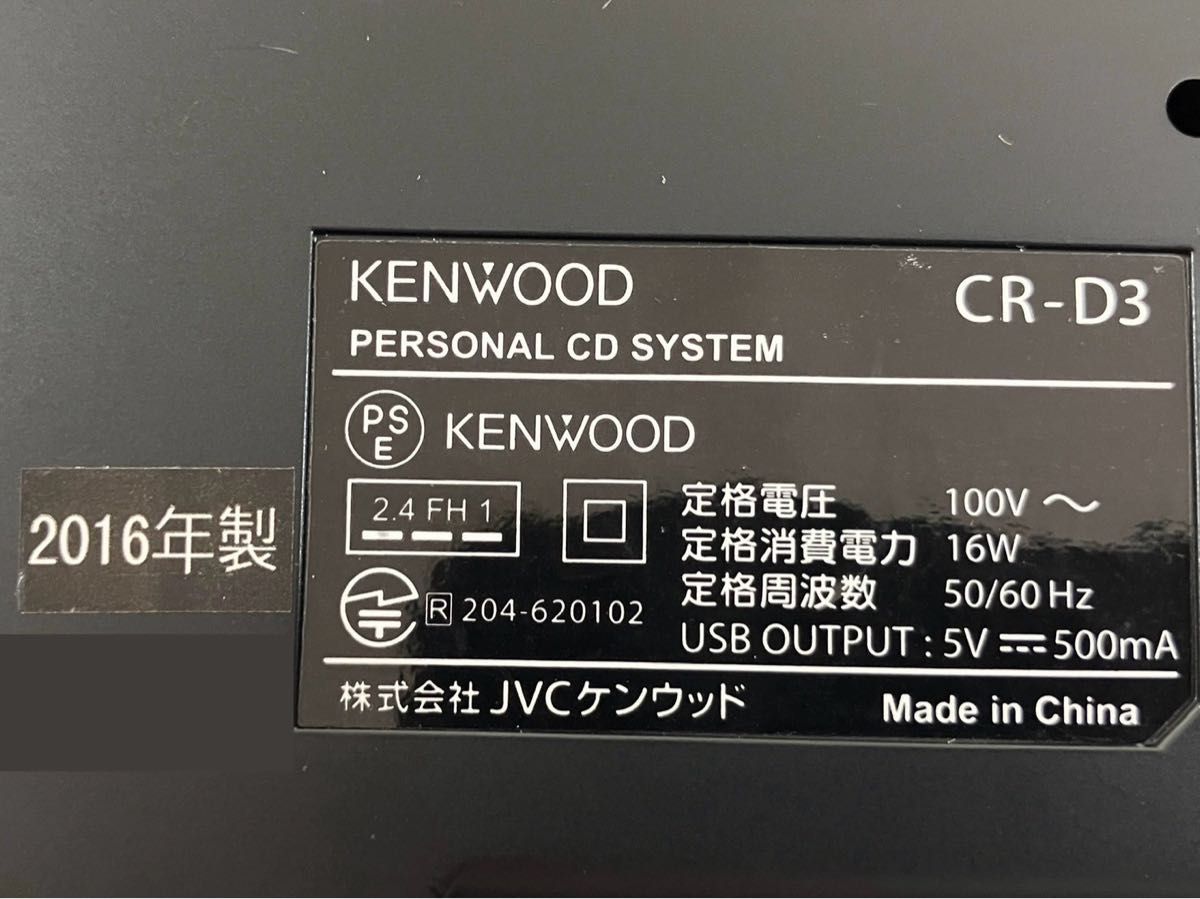 KENWOOD
CR-D3
PERSONAL CD SYSTEM
PSE KENWOOD
2.4 FH 1
定格電圧 100V ～
定格消費電力 16W
定格周波数 50/60 Hz
USB OUTPUT : 5V ⎓ 500mA
R 204-620102
株式会社 JVCケンウッド
Made in China
2016年製